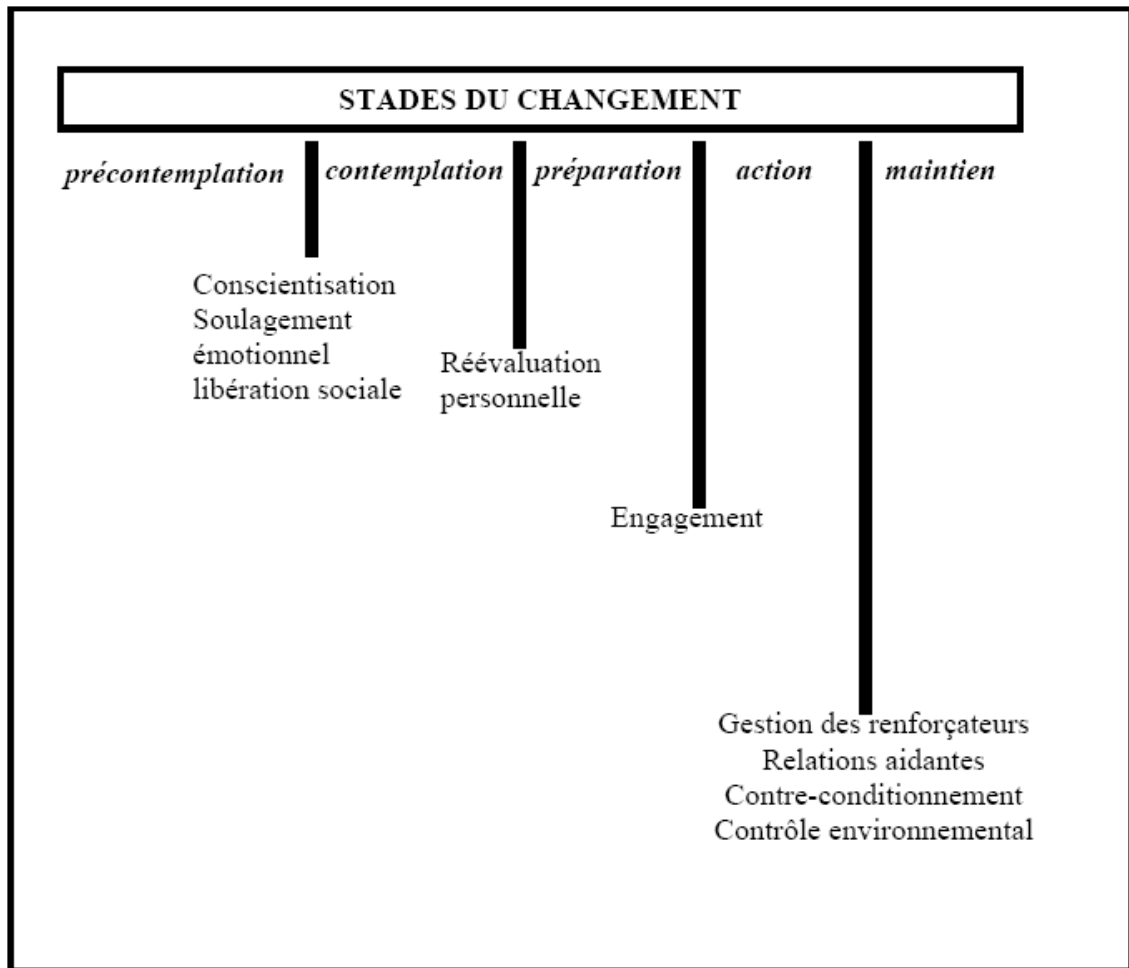 STADES DU CHANGEMENT
précontemplation contemplation préparation action maintien
Conscientisation
Soulagement
émotionnel
libération sociale
Réévaluation
personnelle
Engagement
Gestion des renforçateurs
Relations aidantes
Contre-conditionnement
Contrôle environnemental